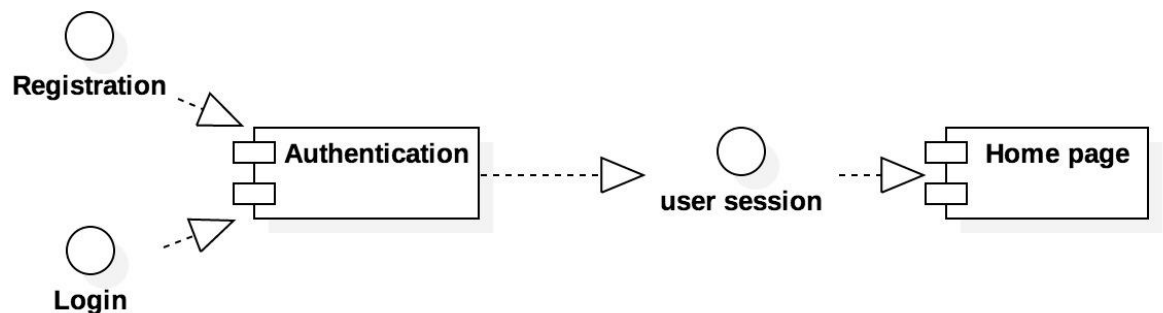 Registration
Authentication
Home page
user session
Login